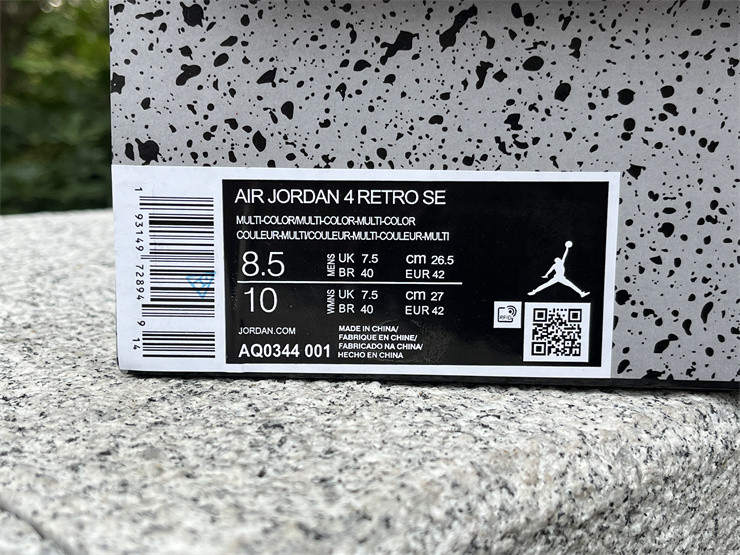 AIR JORDAN 4 RETRO SE
MULTI-COLOR/MULTI-COLOR-MULTI-COLOR
COULEUR-MULTI/COULEUR-MULTI-COULEUR-MULTI
8.5 MENS UK 7.5 cm 26.5
BR 40 EUR 42
10 WMNS UK 7.5 cm 27
BR 40 EUR 42
JORDAN.COM
AQ0344 001
MADE IN CHINA/
FABRIQUE EN CHINE/
FABRICADO NA CHINA/
HECHO EN CHINA
RFID
1 93149 72894 9 14